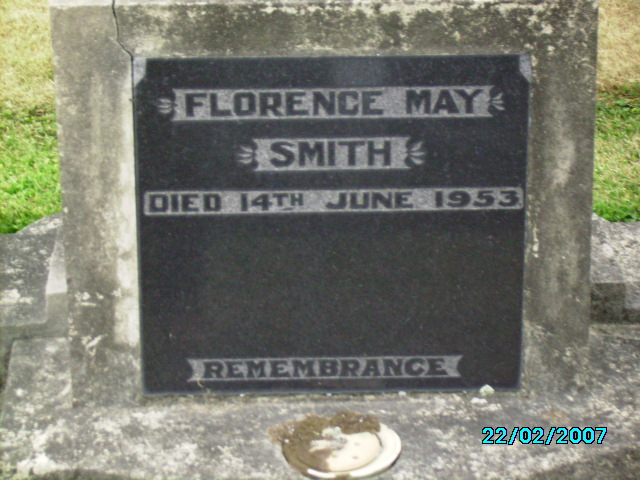 FLORENCE MAY
SMITH
DIED 14TH JUNE 1953
REMEMBRANCE
22/02/2007